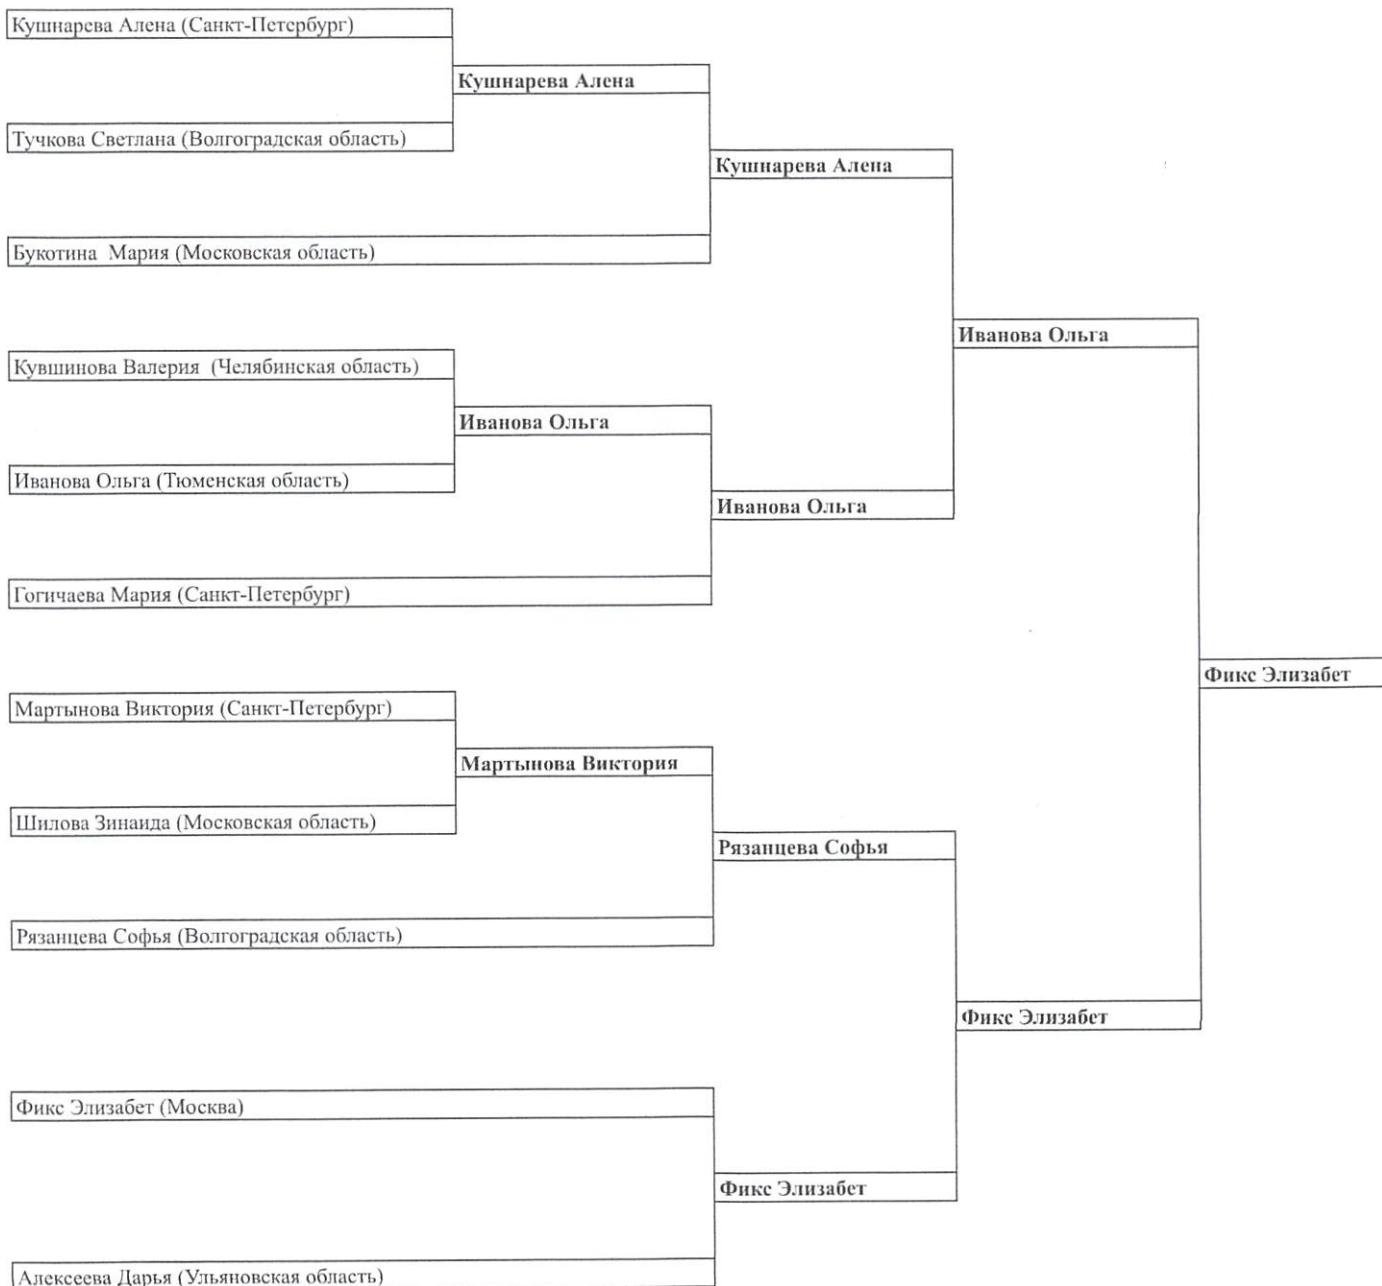 Кушнарева Алена (Санкт-Петербург)
Кушнарева Алена
Тучкова Светлана (Волгоградская область)
Кушнарева Алена
Букотина  Мария (Московская область)
Иванова Ольга
Кувшинова Валерия  (Челябинская область)
Иванова Ольга
Иванова Ольга (Тюменская область)
Иванова Ольга
Гогичаева Мария (Санкт-Петербург)
Фикс Элизабет
Мартынова Виктория (Санкт-Петербург)
Мартынова Виктория
Шилова Зинаида (Московская область)
Рязанцева Софья
Рязанцева Софья (Волгоградская область)
Фикс Элизабет
Фикс Элизабет (Москва)
Фикс Элизабет
Алексеева Дарья (Ульяновская область)